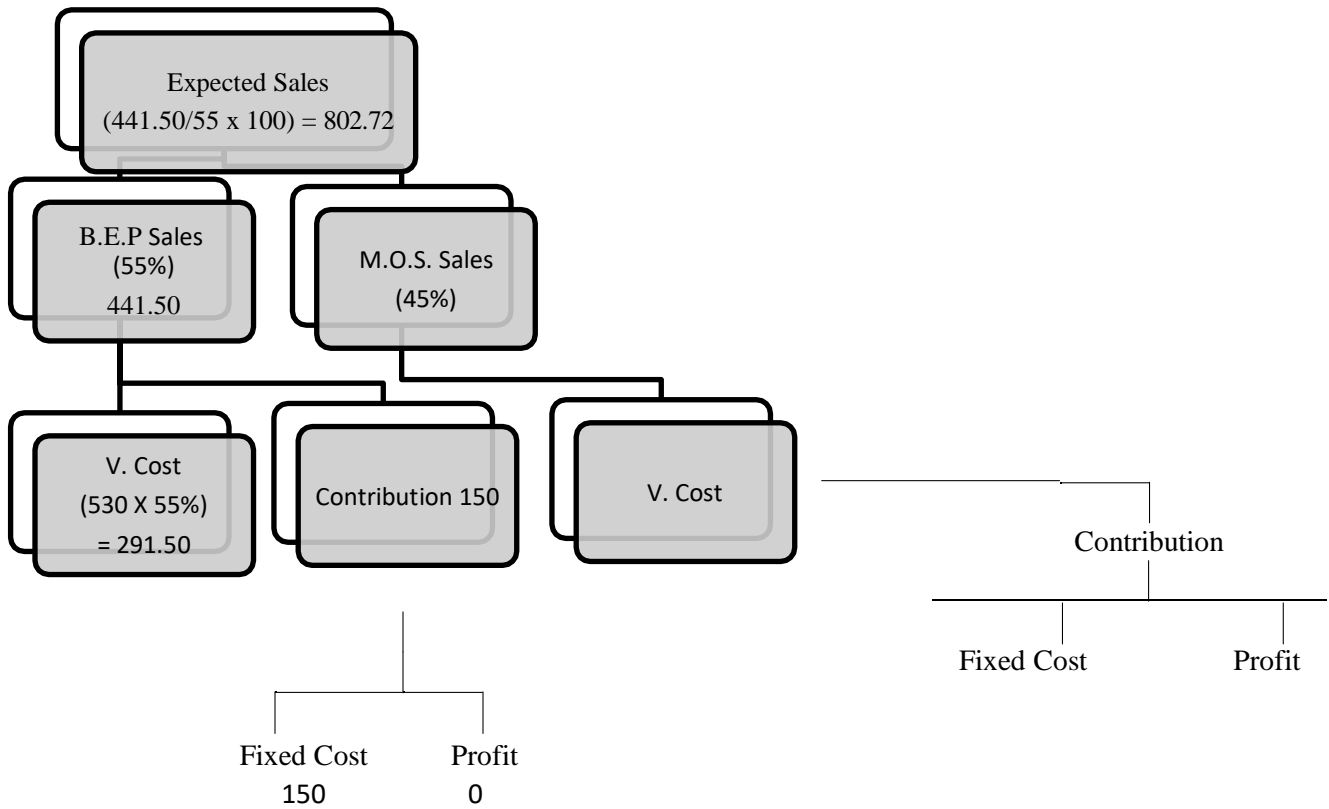 Expected Sales
(441.50/55 x 100) = 802.72
B.E.P Sales
(55%)
441.50
M.O.S. Sales
(45%)
V. Cost
(530 X 55%)
= 291.50
Contribution 150
V. Cost
Contribution
Fixed Cost
Profit
Fixed Cost
150
Profit
0